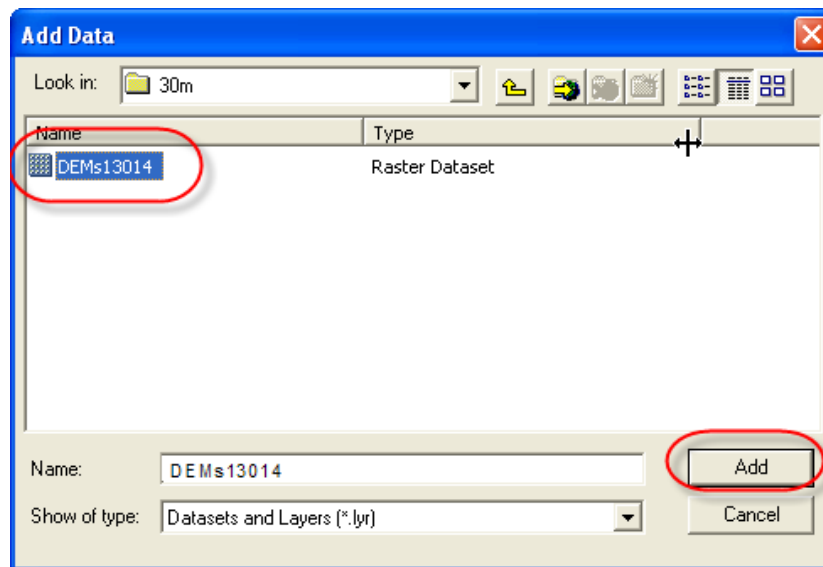 Add Data
Look in: 30m
Name Type
DEMs13014 Raster Dataset
Name: DEMs13014 Add
Show of type: Datasets and Layers (*.lyr) Cancel